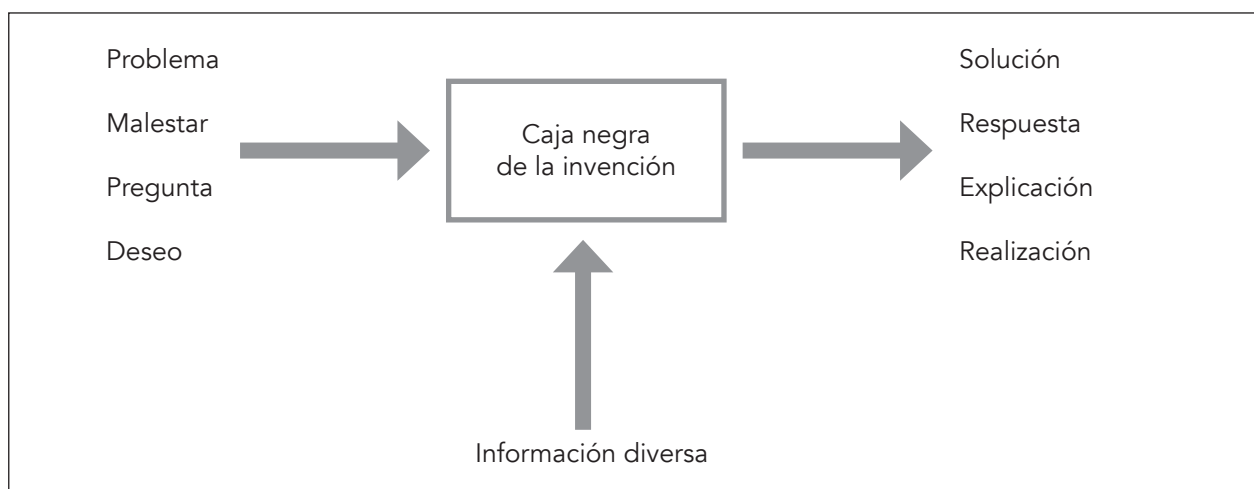 Problema
Malestar
Pregunta
Deseo
Caja negra
de la invención
Solución
Respuesta
Explicación
Realización
Información diversa